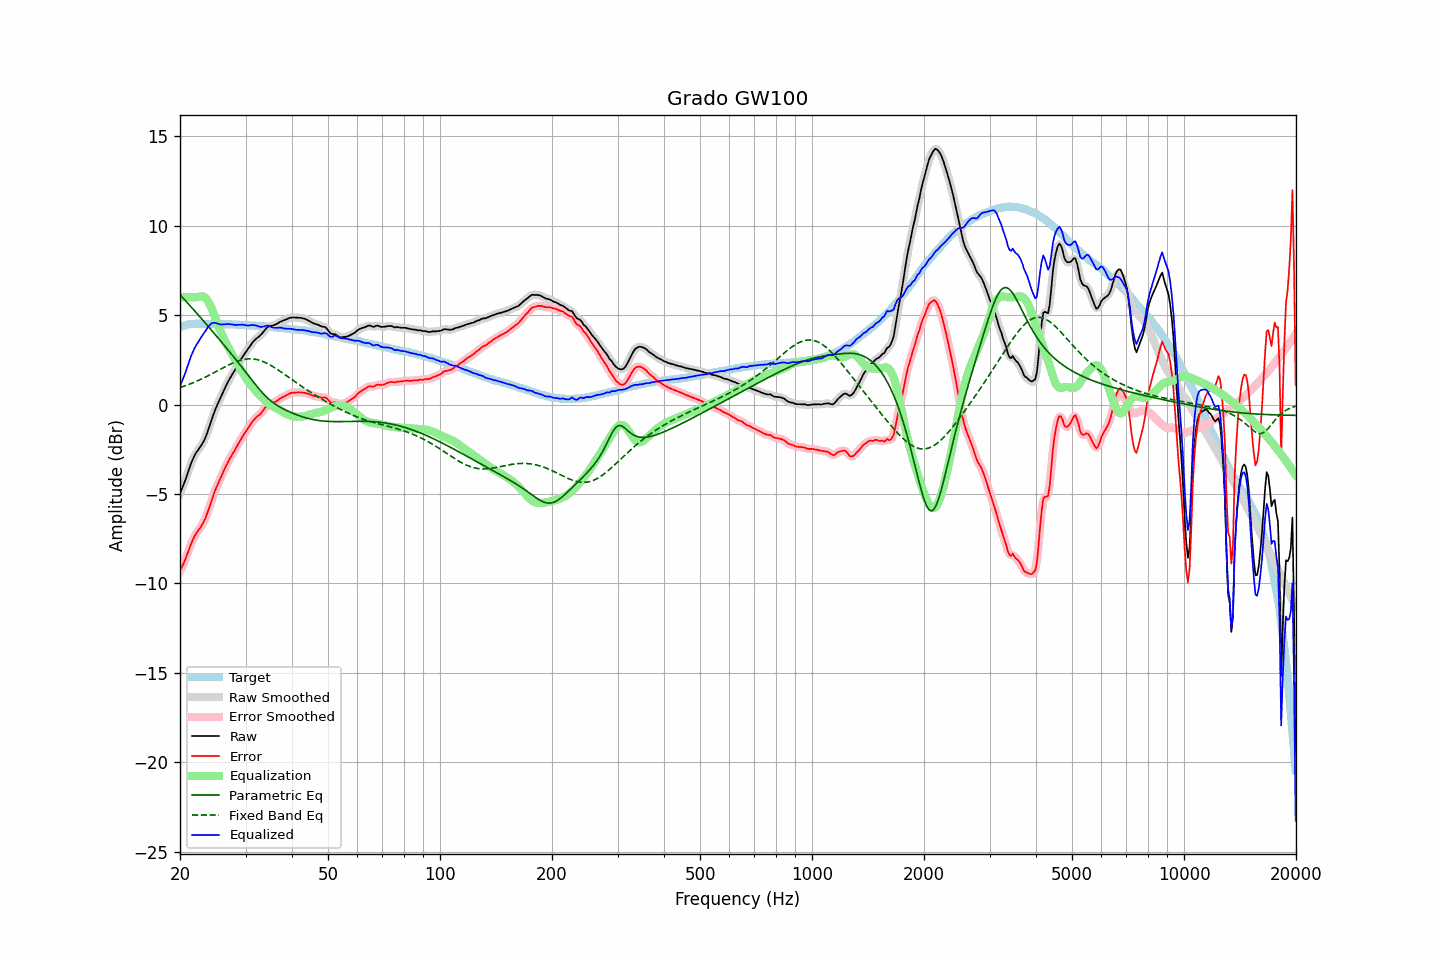 Grado GW100
Amplitude (dBr)
15
10
5
0
−5
−10
−15
−20
−25
Target
Raw Smoothed
Error Smoothed
Raw
Error
Equalization
Parametric Eq
Fixed Band Eq
Equalized
20 50 100 200 500 1000 2000 5000 10000 20000
Frequency (Hz)